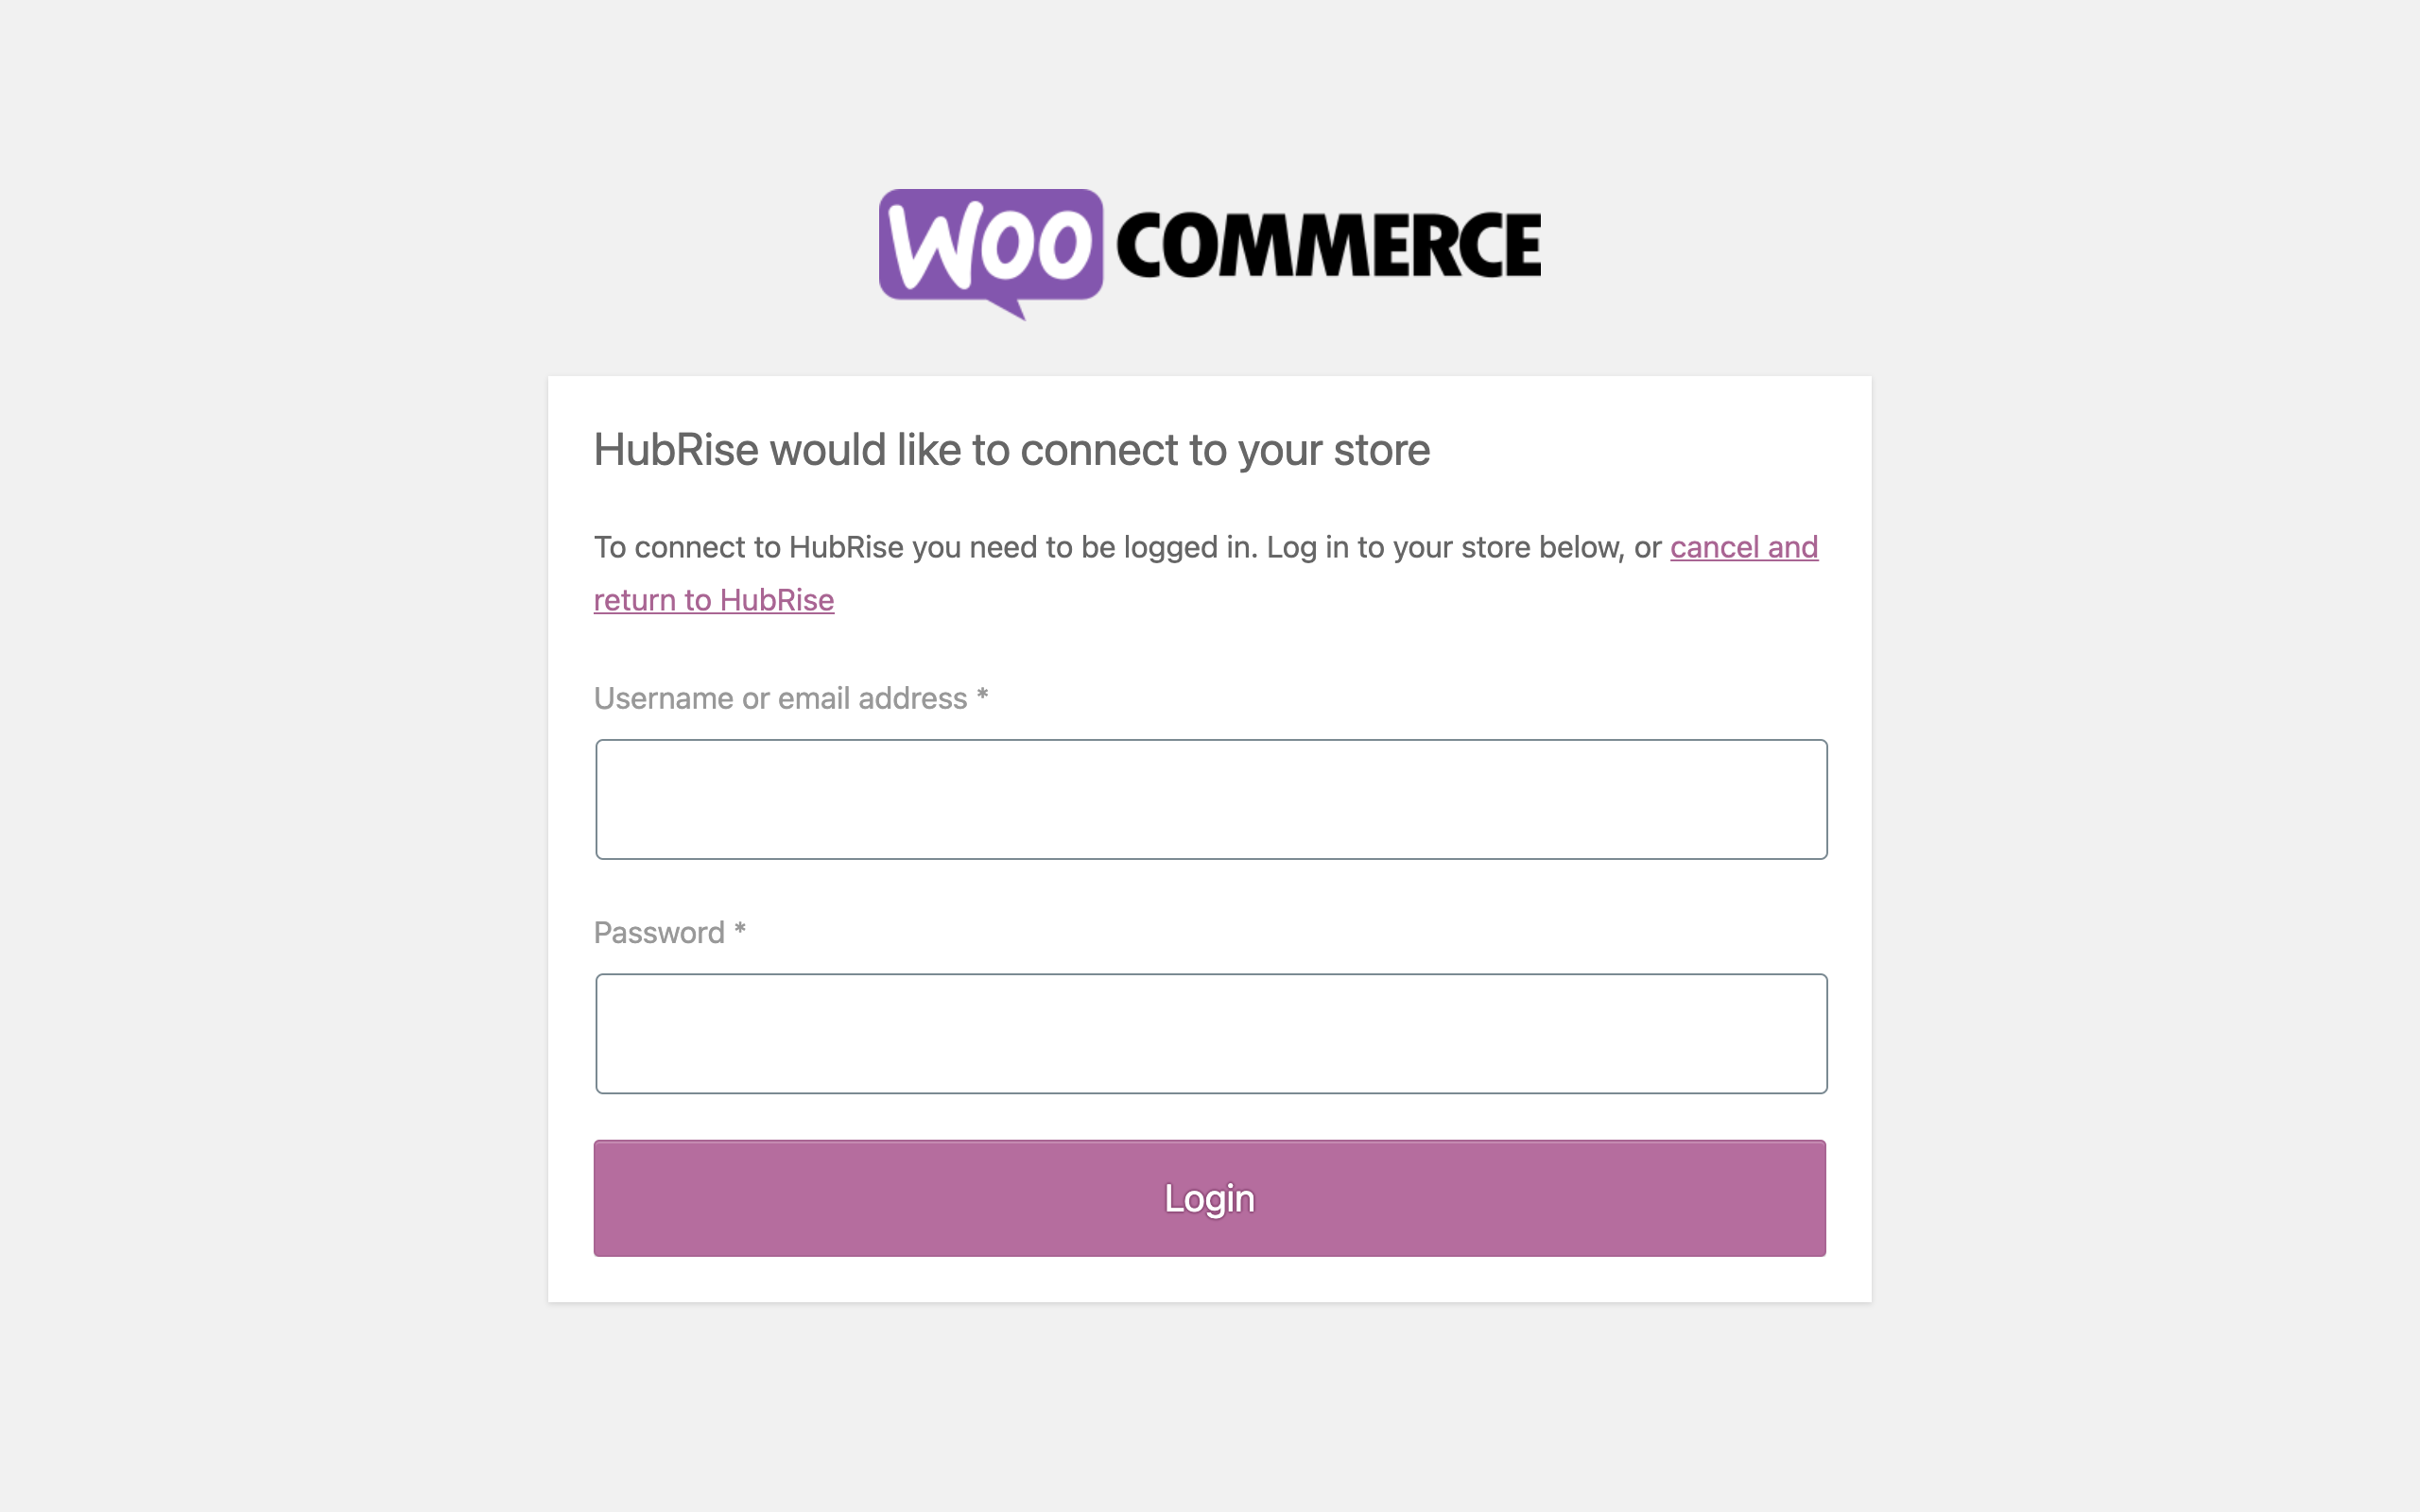 WOO COMMERCE
HubRise would like to connect to your store
To connect to HubRise you need to be logged in. Log in to your store below, or cancel and
return to HubRise
Username or email address *
Password *
Login